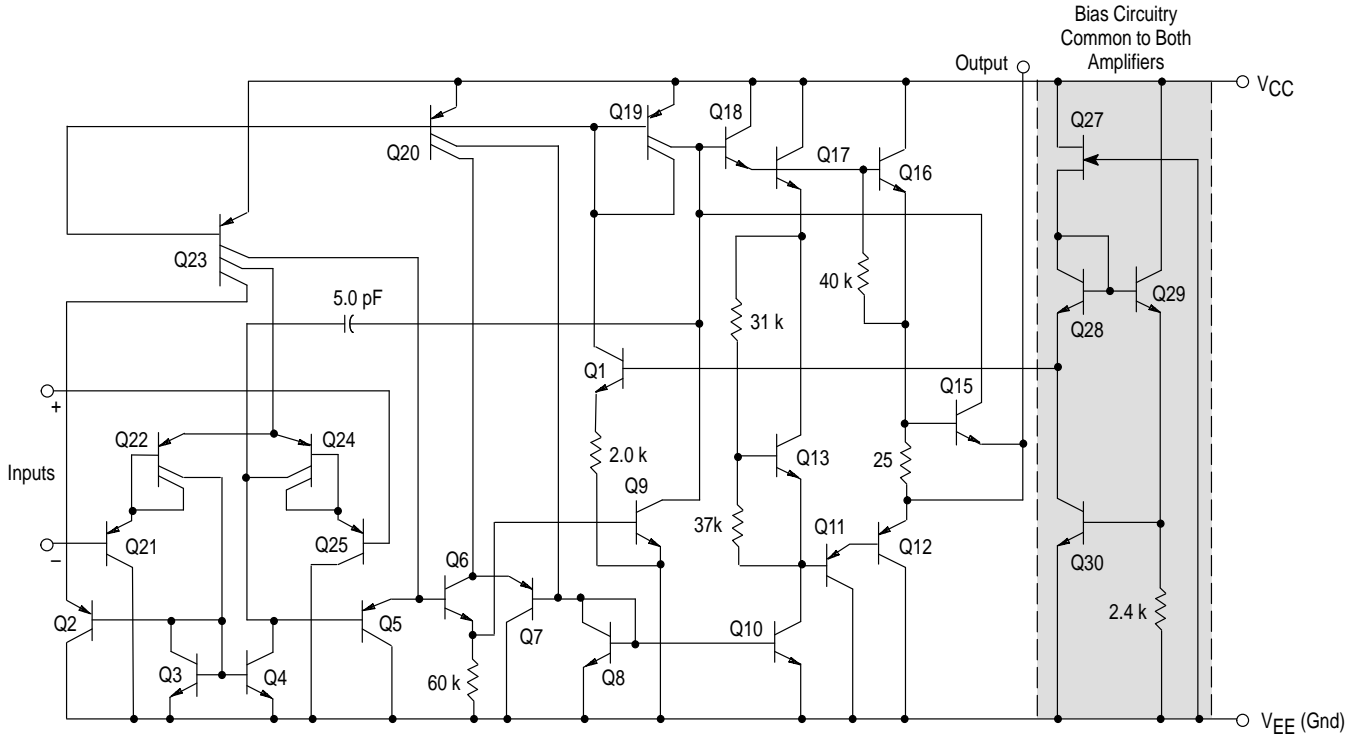 Bias Circuitry
Common to Both
Amplifiers
Output
VCC
Q19
Q18
Q27
Q20
Q17
Q16
Q23
40 k
Q28
Q29
5.0 pF
31 k
Q1
Q15
+
Q22
Q24
2.0 k
Q13
25
Inputs
Q9
37k
Q11
−
Q21
Q25
Q12
Q6
Q30
Q2
Q5
Q7
Q10
2.4 k
Q3
Q4
60 k
Q8
VEE (Gnd)